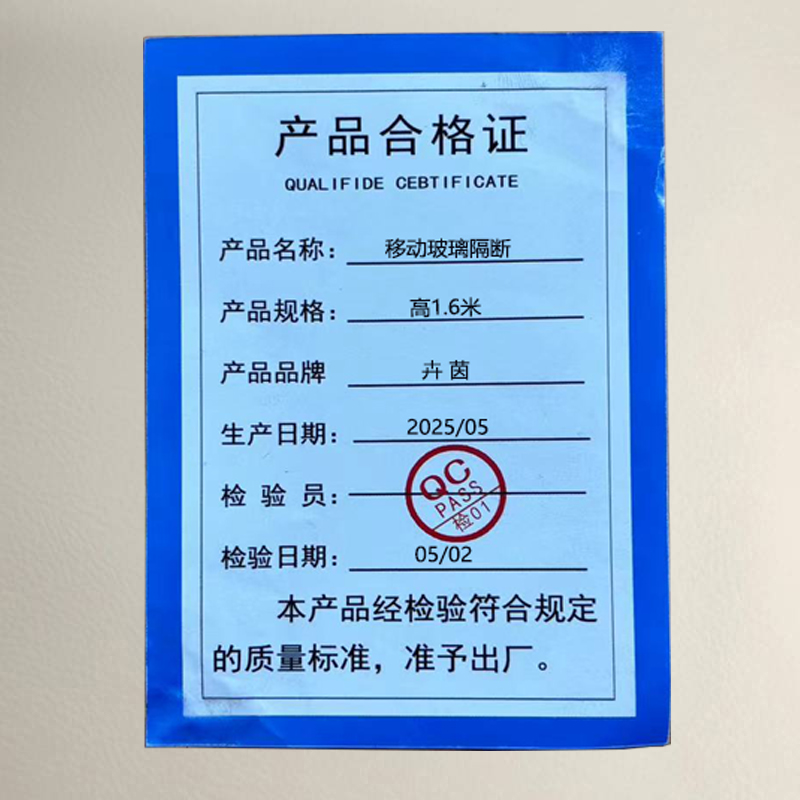 产品合格证
QUALIFIDE CEBTIFICATE
产品名称： 移动玻璃隔断
产品规格： 高1.6米
产品品牌 卉茵
生产日期： 2025/05
检验员： QC PASS 检01
检验日期： 05/02
本产品经检验符合规定
的质量标准，准予出厂。